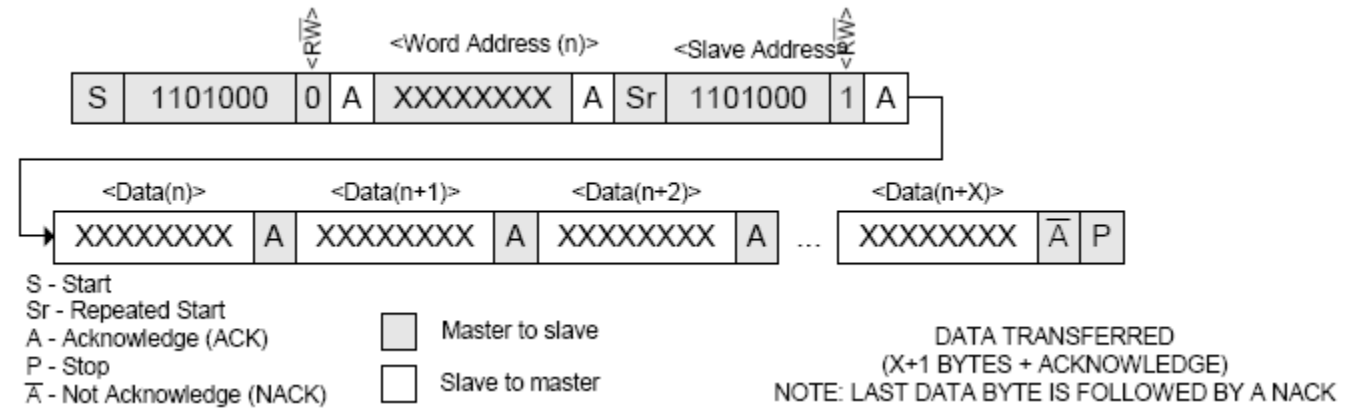 <RW> <Word Address (n)> <Slave Address> <RW>
S 1101000 0 A XXXXXXXX A Sr 1101000 1 A
<Data(n)> <Data(n+1)> <Data(n+2)> <Data(n+X)>
XXXXXXXX A XXXXXXXX A XXXXXXXX A ... XXXXXXXX A̅ P
S - Start
Sr - Repeated Start
A - Acknowledge (ACK)
P - Stop
A̅ - Not Acknowledge (NACK)
Master to slave
Slave to master
DATA TRANSFERRED
(X+1 BYTES + ACKNOWLEDGE)
NOTE: LAST DATA BYTE IS FOLLOWED BY A NACK